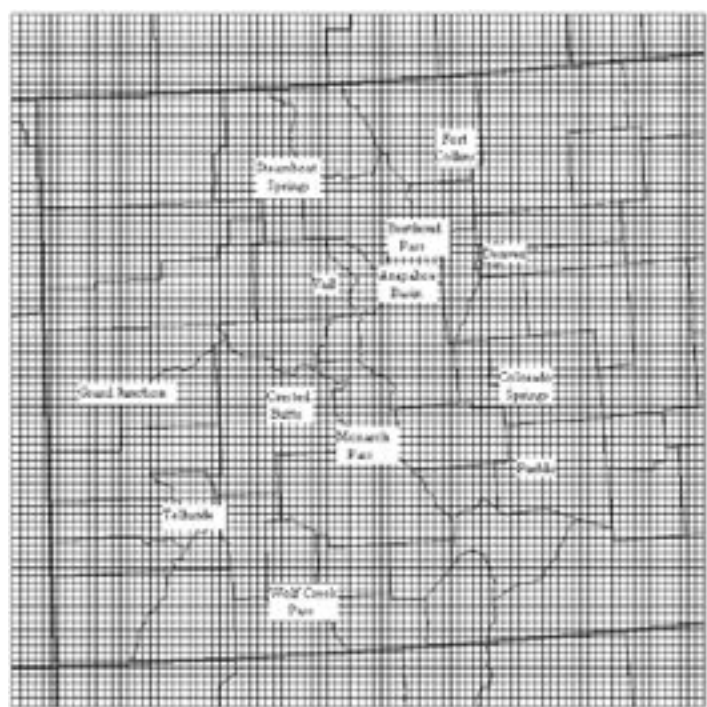 Fort
Collins
Steamboat
Springs
Berthoud
Pass
Denver
Arapahoe
Basin
Vail
Grand Junction
Crested
Butte
Colorado
Springs
Monarch
Pass
Pueblo
Telluride
Wolf Creek
Pass